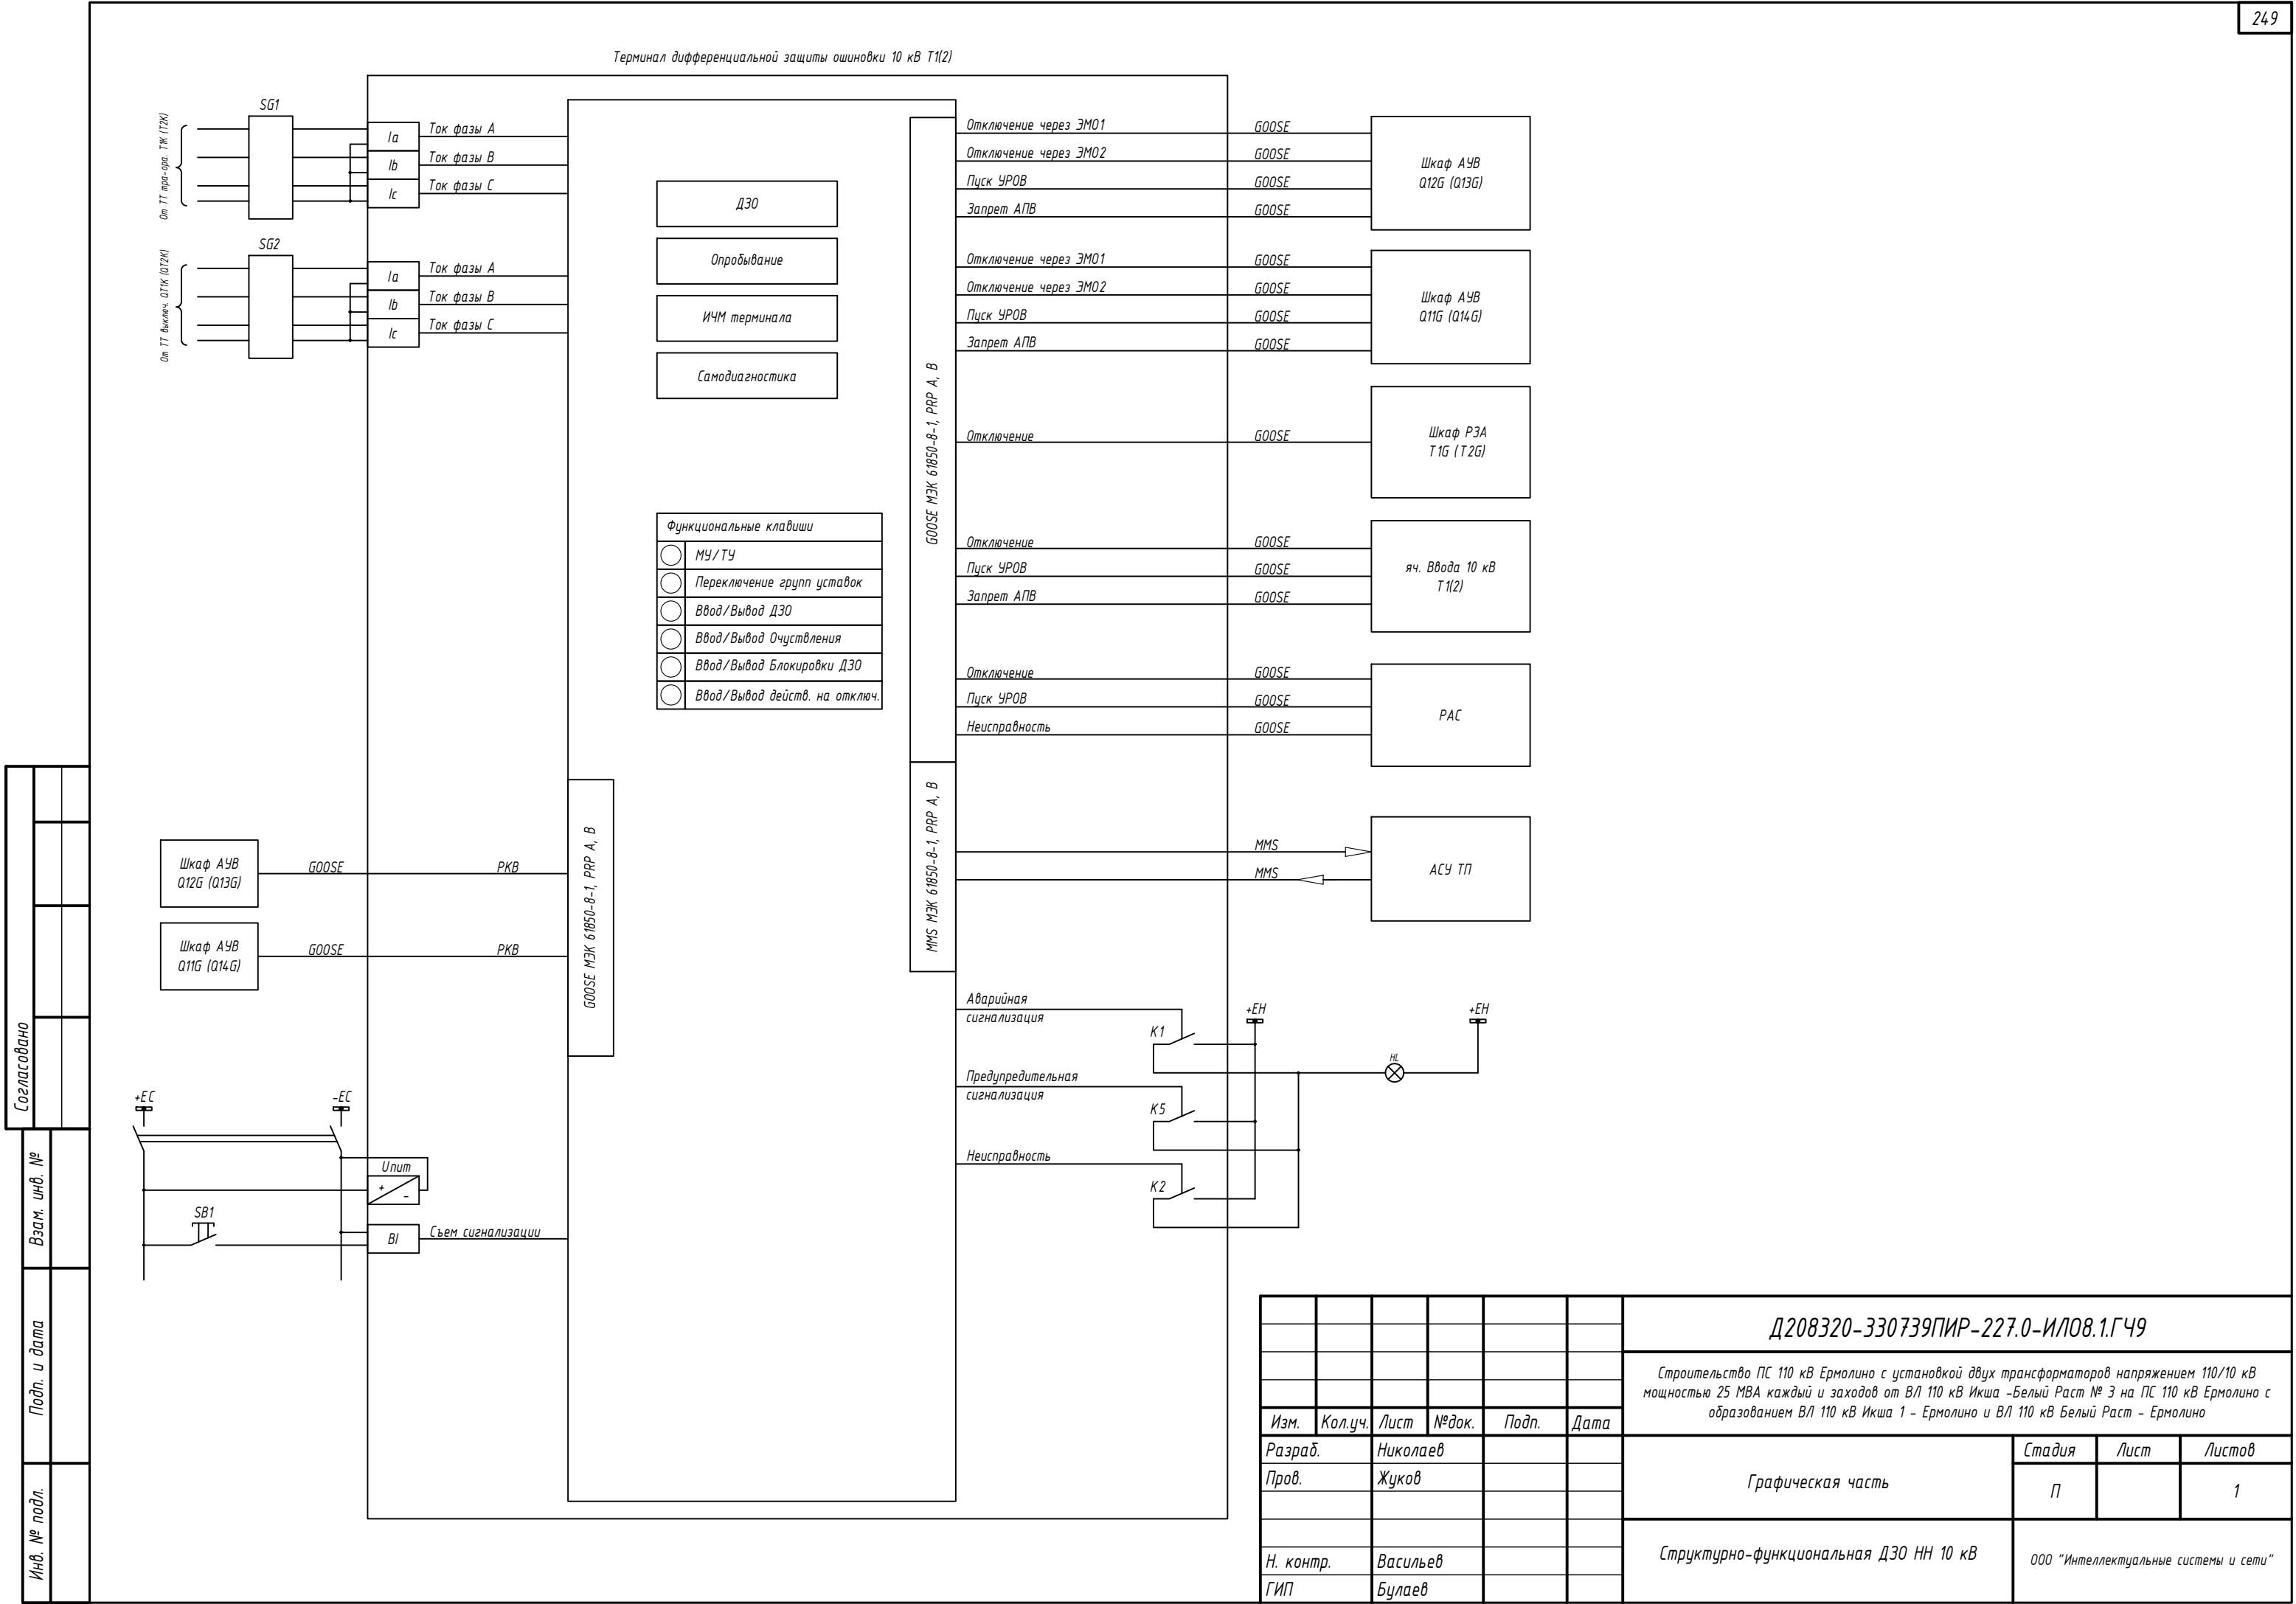 249
Терминал дифференциальной защиты ошиновки 10 кВ Т1(2)
SG1
От ТТ тра-ора. Т1К (Т2К)
Ia
Ib
Ic
Ток фазы А
Ток фазы В
Ток фазы С
SG2
От ТТ выключ. QT1K (QT2K)
Ia
Ib
Ic
Ток фазы А
Ток фазы В
Ток фазы С
ДЗО
Опробывание
ИЧМ терминала
Самодиагностика
Функциональные клавиши
МУ/ТУ
Переключение групп уставок
Ввод/Вывод ДЗО
Ввод/Вывод Очуствления
Ввод/Вывод Блокировки ДЗО
Ввод/Вывод действ. на отключ.
GOOSE МЭК 61850-8-1, PRP A, B
MMS МЭК 61850-8-1, PRP A, B
Отключение через ЭМО1 GOOSE
Отключение через ЭМО2 GOOSE
Пуск УРОВ GOOSE
Запрет АПВ GOOSE
Шкаф АУВ
Q12G (Q13G)
Отключение через ЭМО1 GOOSE
Отключение через ЭМО2 GOOSE
Пуск УРОВ GOOSE
Запрет АПВ GOOSE
Шкаф АУВ
Q11G (Q14G)
Отключение GOOSE
Шкаф РЗА
Т1G (Т2G)
Отключение GOOSE
Пуск УРОВ GOOSE
Запрет АПВ GOOSE
яч. Ввода 10 кВ
Т1(2)
Отключение GOOSE
Пуск УРОВ GOOSE
Неисправность GOOSE
РАС
MMS
MMS
АСУ ТП
Шкаф АУВ
Q12G (Q13G)
GOOSE РКВ
Шкаф АУВ
Q11G (Q14G)
GOOSE РКВ
GOOSE МЭК 61850-8-1, PRP A, B
Аварийная
сигнализация
K1
+EH
+EH
HL
Предупредительная
сигнализация
K5
Неисправность
K2
+EC
-EC
Uпит
+
-
SB1
BI
Съем сигнализации
Согласовано
Взам. инв. №
Подп. и дата
Инв. № подл.
Д208320-330739ПИР-227.0-ИЛО8.1.ГЧ9
Строительство ПС 110 кВ Ермолино с установкой двух трансформаторов напряжением 110/10 кВ
мощностью 25 МВА каждый и заходов от ВЛ 110 кВ Икша -Белый Раст № 3 на ПС 110 кВ Ермолино с
образованием ВЛ 110 кВ Икша 1 - Ермолино и ВЛ 110 кВ Белый Раст - Ермолино
Изм. Кол.уч. Лист №док. Подп. Дата
Разраб. Николаев
Пров. Жуков
Н. контр. Васильев
ГИП Булаев
Графическая часть
Стадия Лист Листов
П 1
Структурно-функциональная ДЗО НН 10 кВ
ООО "Интеллектуальные системы и сети"